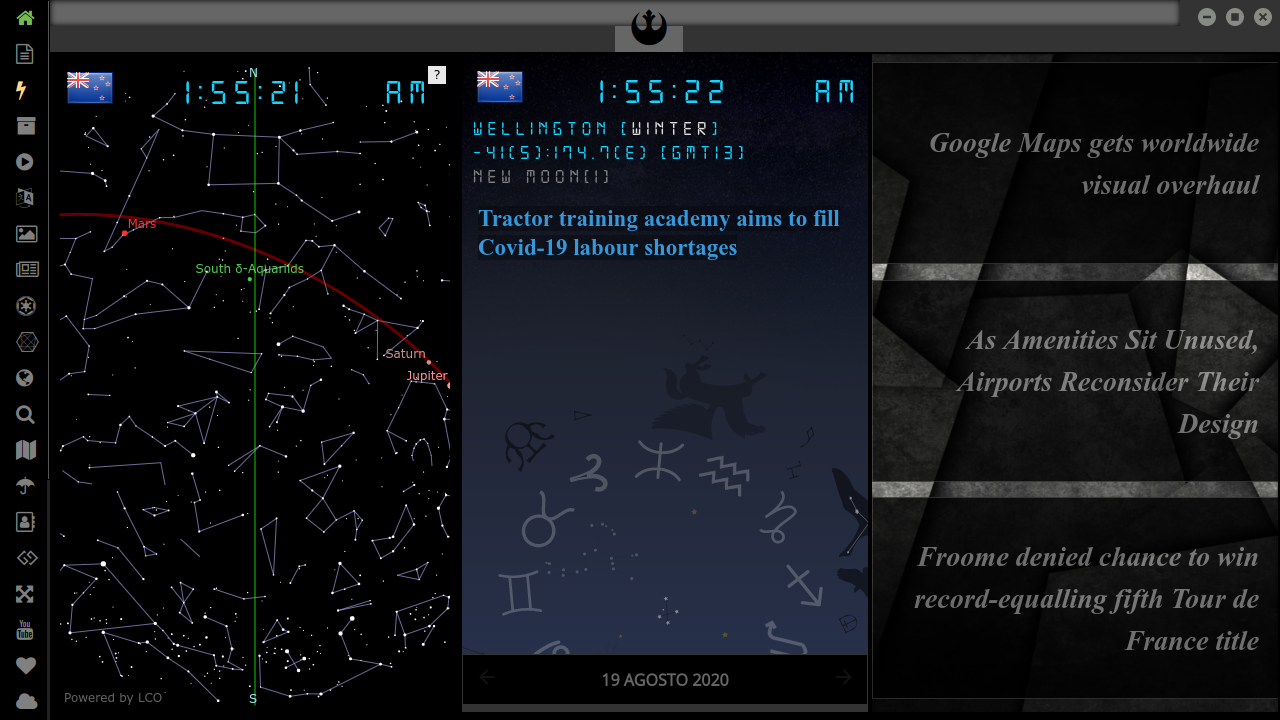 N
?
1:55:21 AM
Mars
South δ-Aquariids
Saturn
Jupiter
S
Powered by LCO
1:55:22 AM
WELLINGTON [WINTER]
-41(S):174.7(E) [GMT13]
NEW MOON[1]
Tractor training academy aims to fill
Covid-19 labour shortages
19 AGOSTO 2020
Google Maps gets worldwide
visual overhaul
As Amenities Sit Unused,
Airports Reconsider Their
Design
Froome denied chance to win
record-equalling fifth Tour de
France title
You
Tube